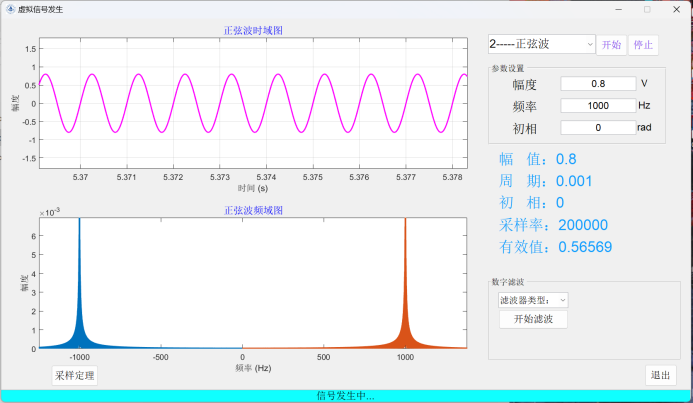 虚拟信号发生
正弦波时域图
1.5
1
0.5
0
-0.5
-1
-1.5
幅度
5.37 5.371 5.372 5.373 5.374 5.375 5.376 5.377 5.378
时间 (s)
正弦波频域图
×10⁻³
6
5
4
3
2
1
0
幅度
-1000 -500 0 500 1000
频率 (Hz)
采样定理
2-----正弦波 开始 停止
参数设置
幅度 0.8 V
频率 1000 Hz
初相 0 rad
幅 值：0.8
周 期：0.001
初 相：0
采样率：200000
有效值：0.56569
数字滤波
滤波器类型：
开始滤波
退出
信号发生中...